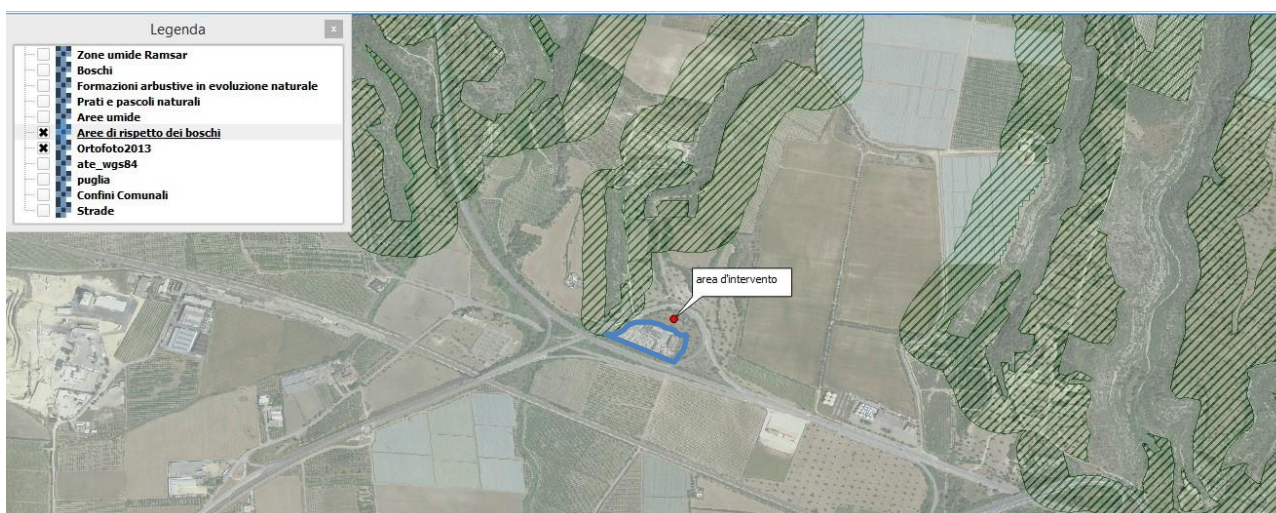 Legenda
x
Zone umide Ramsar
Boschi
Formazioni arbustive in evoluzione naturale
Prati e pascoli naturali
Aree umide
Aree di rispetto dei boschi
Ortofoto2013
ate_wgs84
puglia
Confini Comunali
Strade
area d'intervento